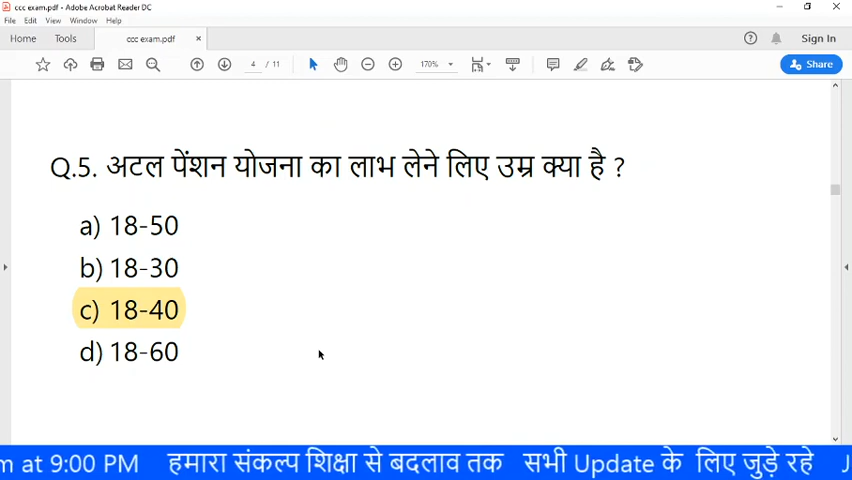 ccc exam.pdf - Adobe Acrobat Reader DC
File Edit View Window Help
Home Tools ccc exam.pdf × Sign In
4 / 11 170% Share
Q.5. अटल पेंशन योजना का लाभ लेने लिए उम्र क्या है ?
a) 18-50
b) 18-30
c) 18-40
d) 18-60
m at 9:00 PM हमारा संकल्प शिक्षा से बदलाव तक सभी Update के लिए जुड़े रहे J